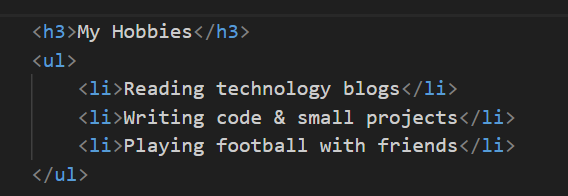 <h3>My Hobbies</h3>
<ul>
    <li>Reading technology blogs</li>
    <li>Writing code & small projects</li>
    <li>Playing football with friends</li>
</ul>